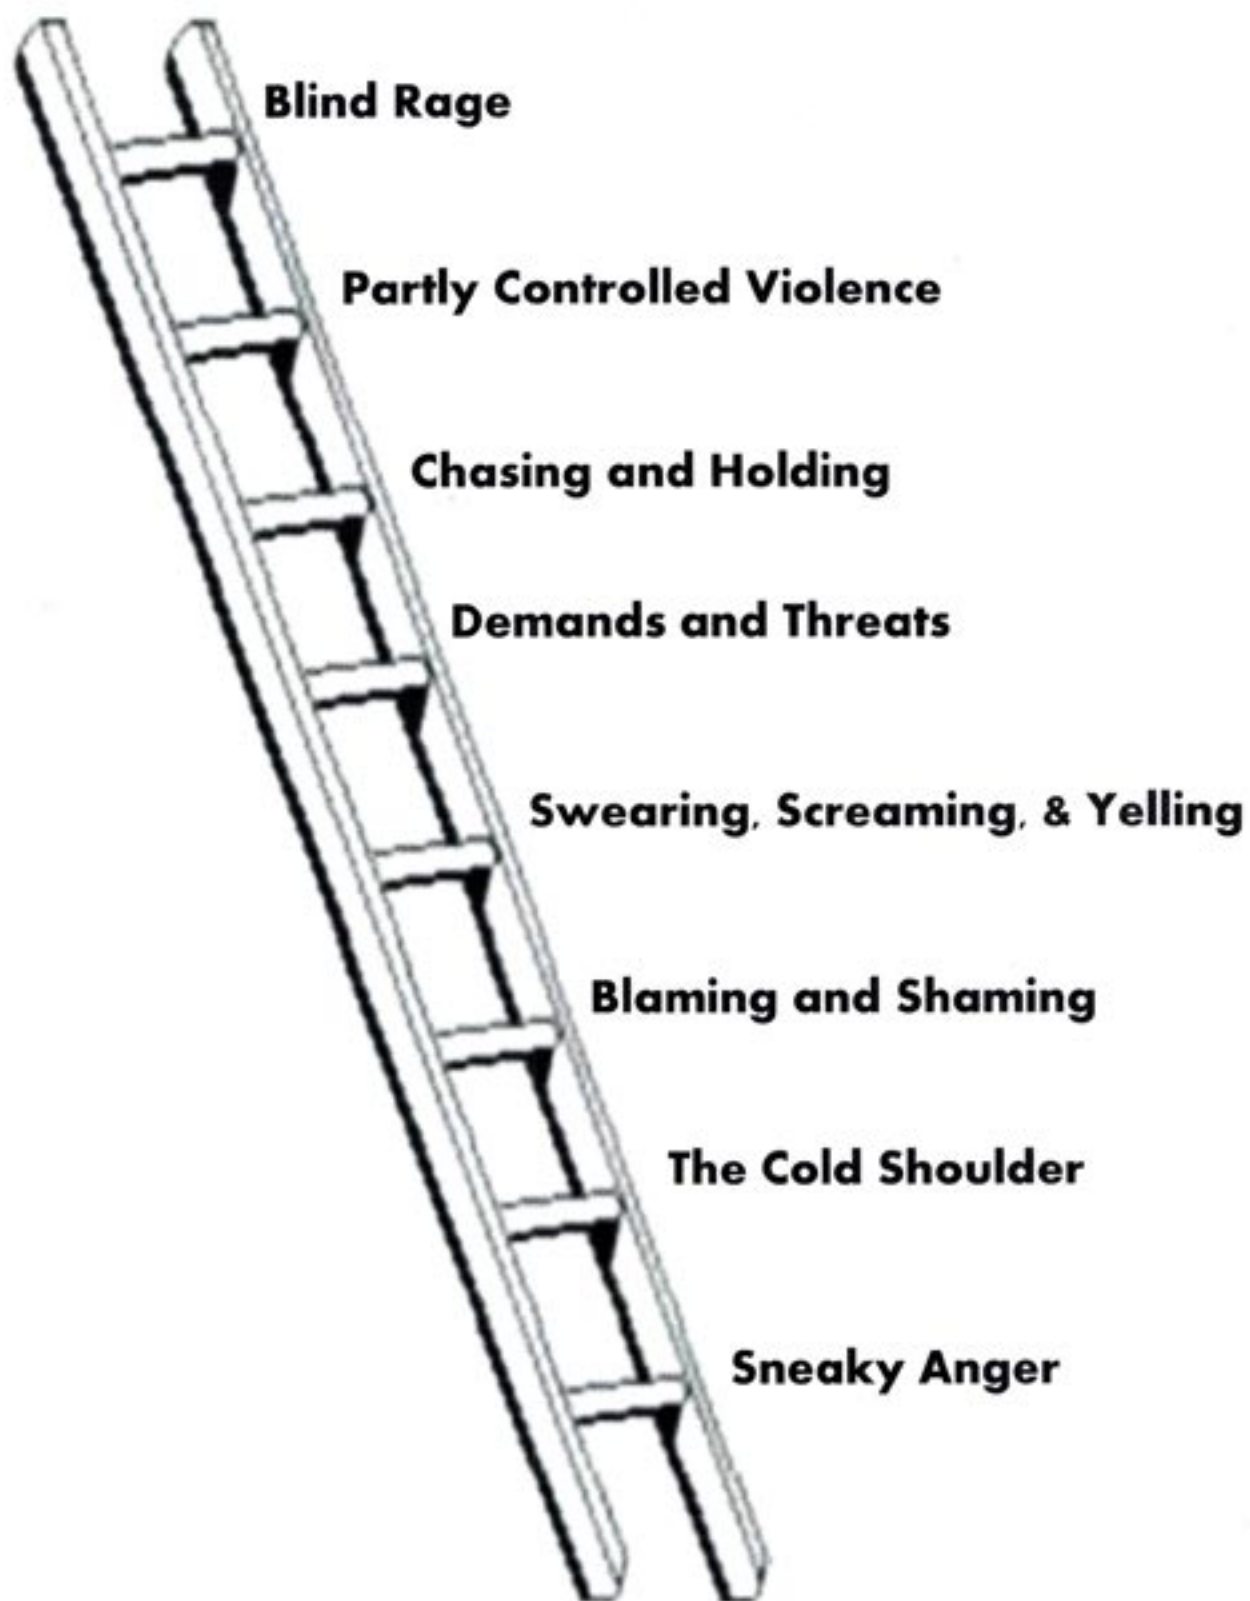 Blind Rage
Partly Controlled Violence
Chasing and Holding
Demands and Threats
Swearing, Screaming, & Yelling
Blaming and Shaming
The Cold Shoulder
Sneaky Anger